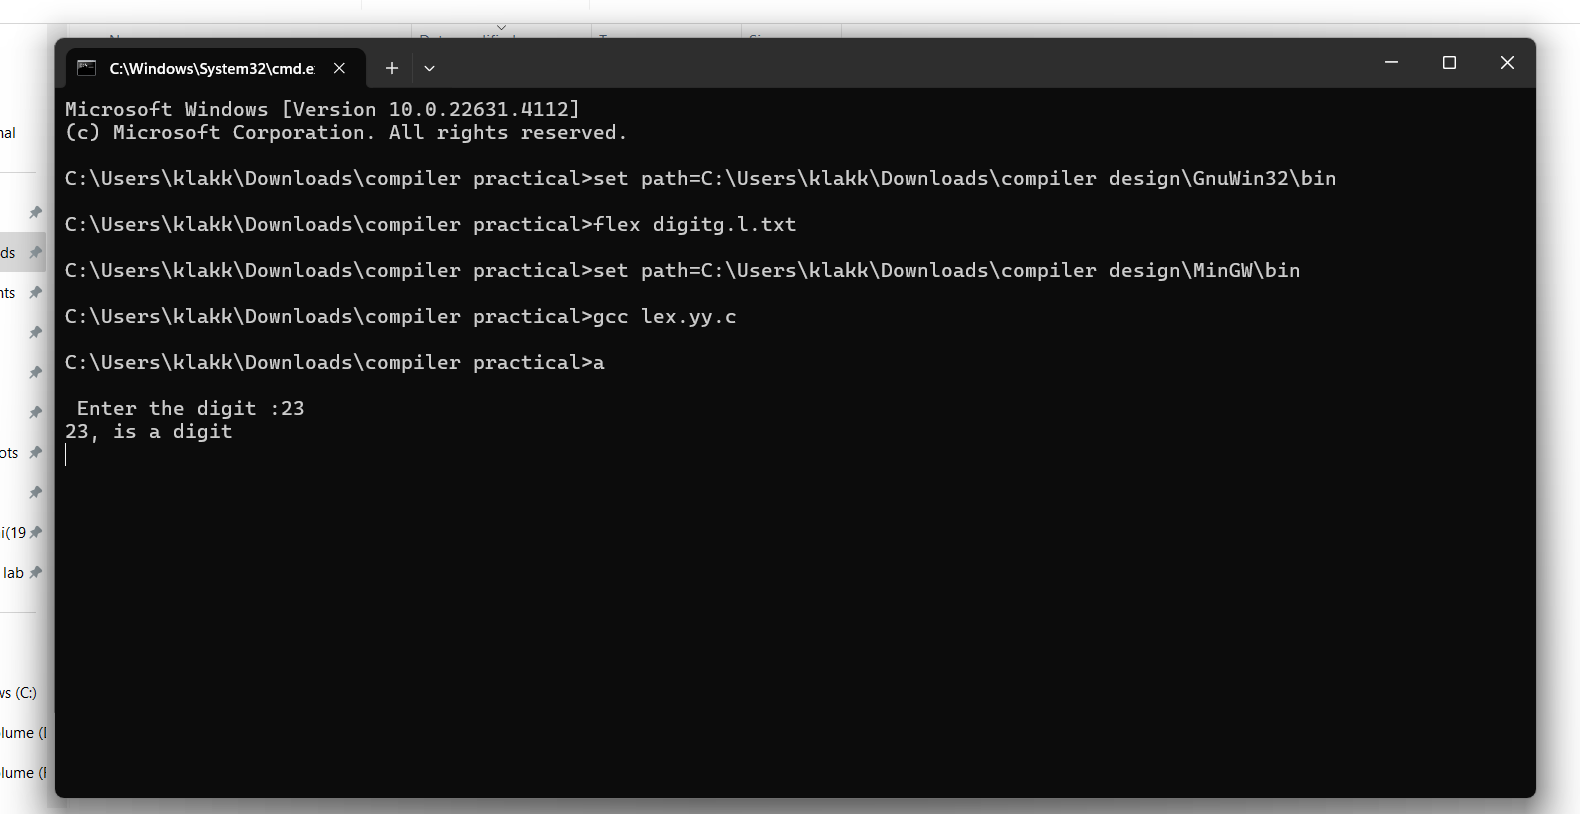 C:\Windows\System32\cmd.e
Microsoft Windows [Version 10.0.22631.4112]
(c) Microsoft Corporation. All rights reserved.
C:\Users\klakk\Downloads\compiler practical>set path=C:\Users\klakk\Downloads\compiler design\GnuWin32\bin
C:\Users\klakk\Downloads\compiler practical>flex digitg.l.txt
C:\Users\klakk\Downloads\compiler practical>set path=C:\Users\klakk\Downloads\compiler design\MinGW\bin
C:\Users\klakk\Downloads\compiler practical>gcc lex.yy.c
C:\Users\klakk\Downloads\compiler practical>a
Enter the digit :23
23, is a digit
nal
ds
nts
ots
i(19
lab
ws (C:)
lume (
lume (